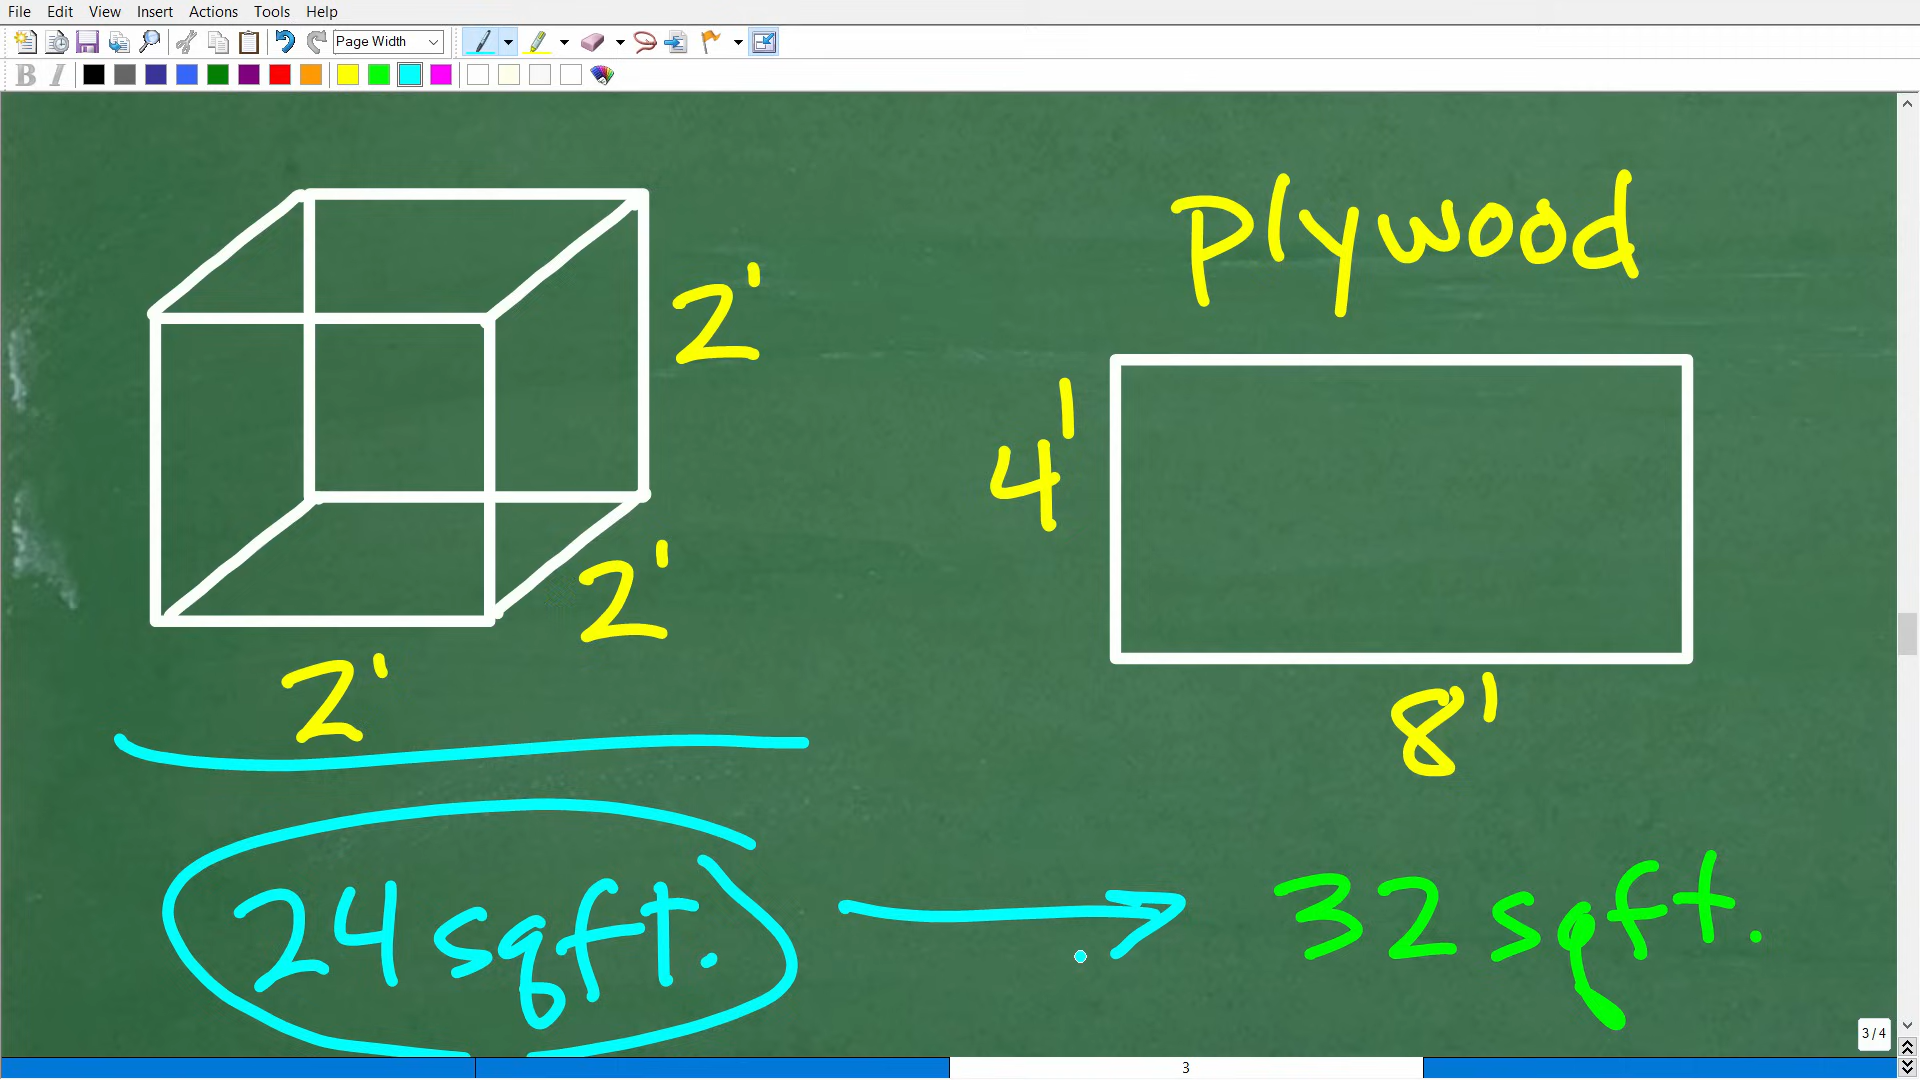 File Edit View Insert Actions Tools Help
Page Width
B I
plywood
2'
4'
2'
2'
8'
24 sqft.
32 sqft.
3/4
3